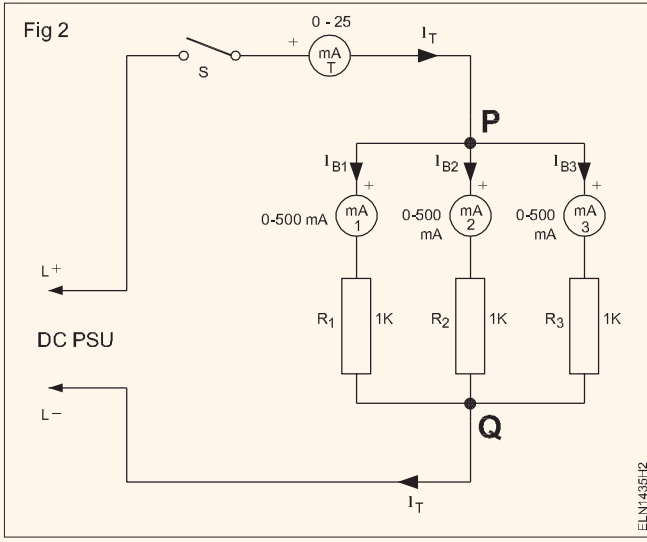 Fig 2
0 - 25
+
mA
T
I_T
S
P
I_B1
I_B2
I_B3
+
+
+
0-500 mA
mA
1
0-500
mA
mA
2
0-500
mA
mA
3
L+
R1
1K
R2
1K
R3
1K
DC PSU
L−
Q
I_T
ELN1435H2